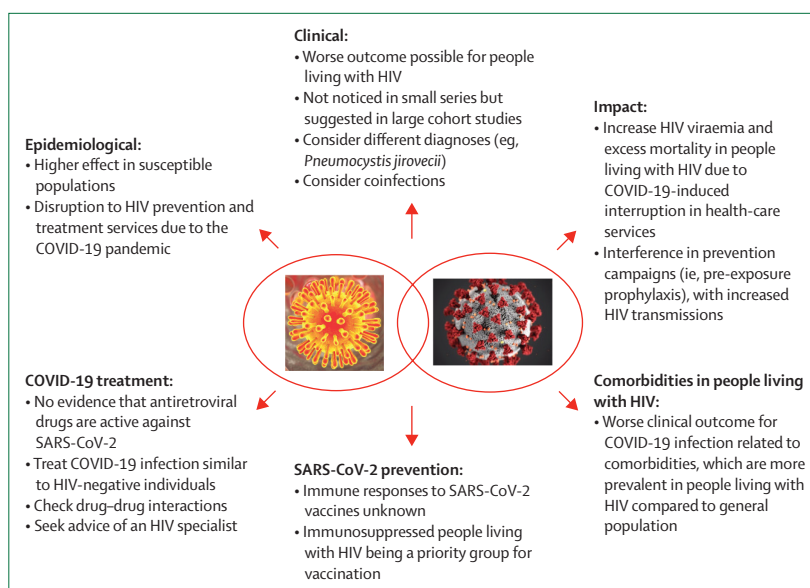 Clinical:
• Worse outcome possible for people
living with HIV
• Not noticed in small series but
suggested in large cohort studies
• Consider different diagnoses (eg,
Pneumocystis jirovecii)
• Consider coinfections
Epidemiological:
• Higher effect in susceptible
populations
• Disruption to HIV prevention and
treatment services due to the
COVID-19 pandemic
Impact:
• Increase HIV viraemia and
excess mortality in people
living with HIV due to
COVID-19-induced
interruption in health-care
services
• Interference in prevention
campaigns (ie, pre-exposure
prophylaxis), with increased
HIV transmissions
COVID-19 treatment:
• No evidence that antiretroviral
drugs are active against
SARS-CoV-2
• Treat COVID-19 infection similar
to HIV-negative individuals
• Check drug–drug interactions
• Seek advice of an HIV specialist
SARS-CoV-2 prevention:
• Immune responses to SARS-CoV-2
vaccines unknown
• Immunosuppressed people living
with HIV being a priority group for
vaccination
Comorbidities in people living
with HIV:
• Worse clinical outcome for
COVID-19 infection related to
comorbidities, which are more
prevalent in people living with
HIV compared to general
population